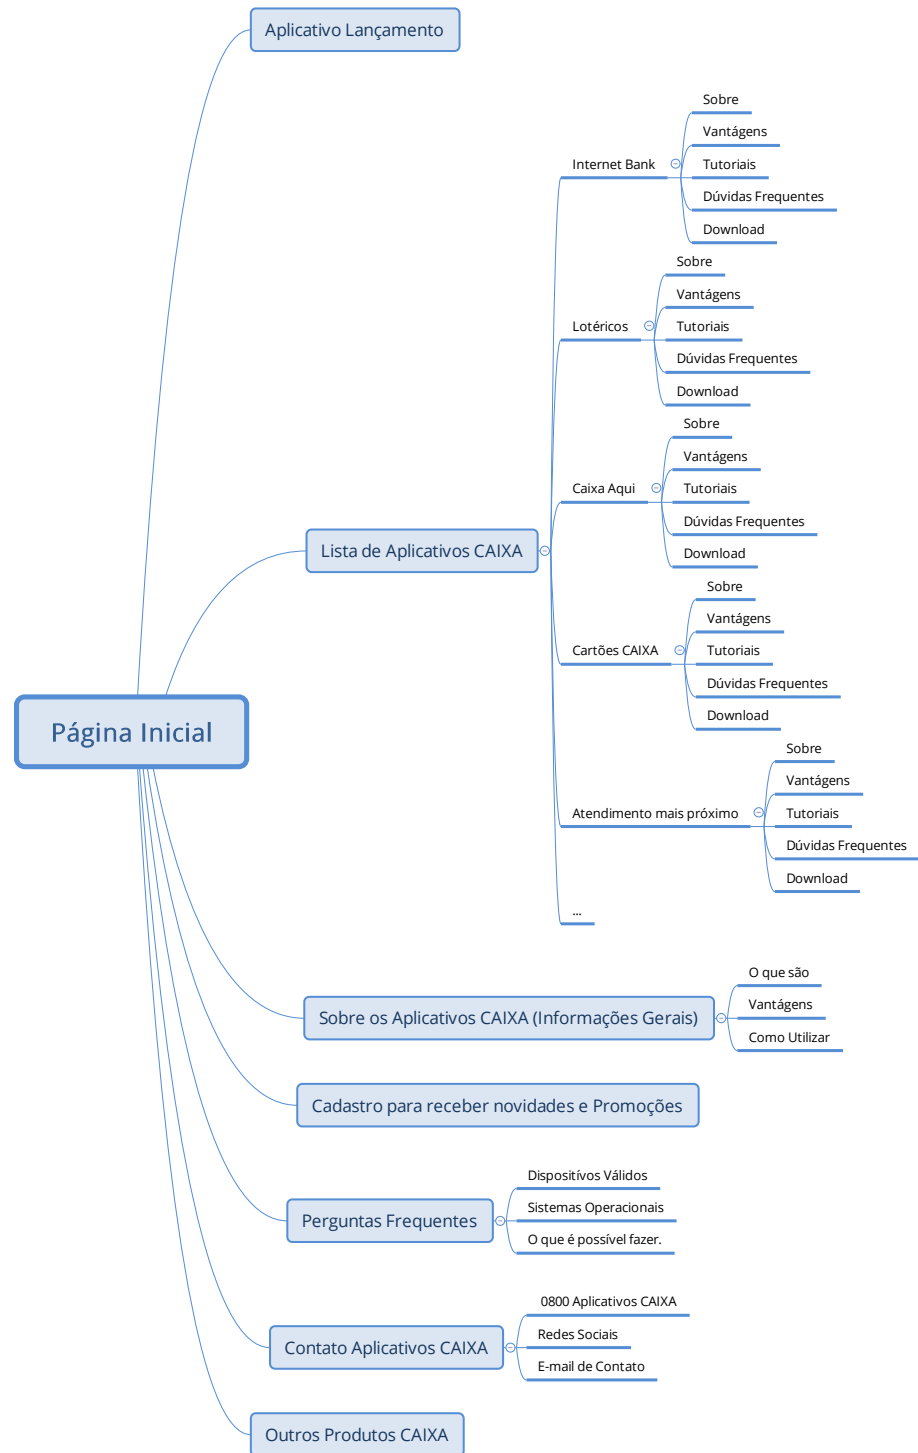 Aplicativo Lançamento
Sobre
Vantágens
Internet Bank
Tutoriais
Dúvidas Frequentes
Download
Sobre
Vantágens
Lotéricos
Tutoriais
Dúvidas Frequentes
Download
Sobre
Vantágens
Caixa Aqui
Tutoriais
Dúvidas Frequentes
Download
Lista de Aplicativos CAIXA
Sobre
Vantágens
Cartões CAIXA
Tutoriais
Dúvidas Frequentes
Download
Página Inicial
Sobre
Vantágens
Atendimento mais próximo
Tutoriais
Dúvidas Frequentes
Download
...
O que são
Vantágens
Sobre os Aplicativos CAIXA (Informações Gerais)
Como Utilizar
Cadastro para receber novidades e Promoções
Dispositívos Válidos
Sistemas Operacionais
Perguntas Frequentes
O que é possível fazer.
0800 Aplicativos CAIXA
Redes Sociais
Contato Aplicativos CAIXA
E-mail de Contato
Outros Produtos CAIXA